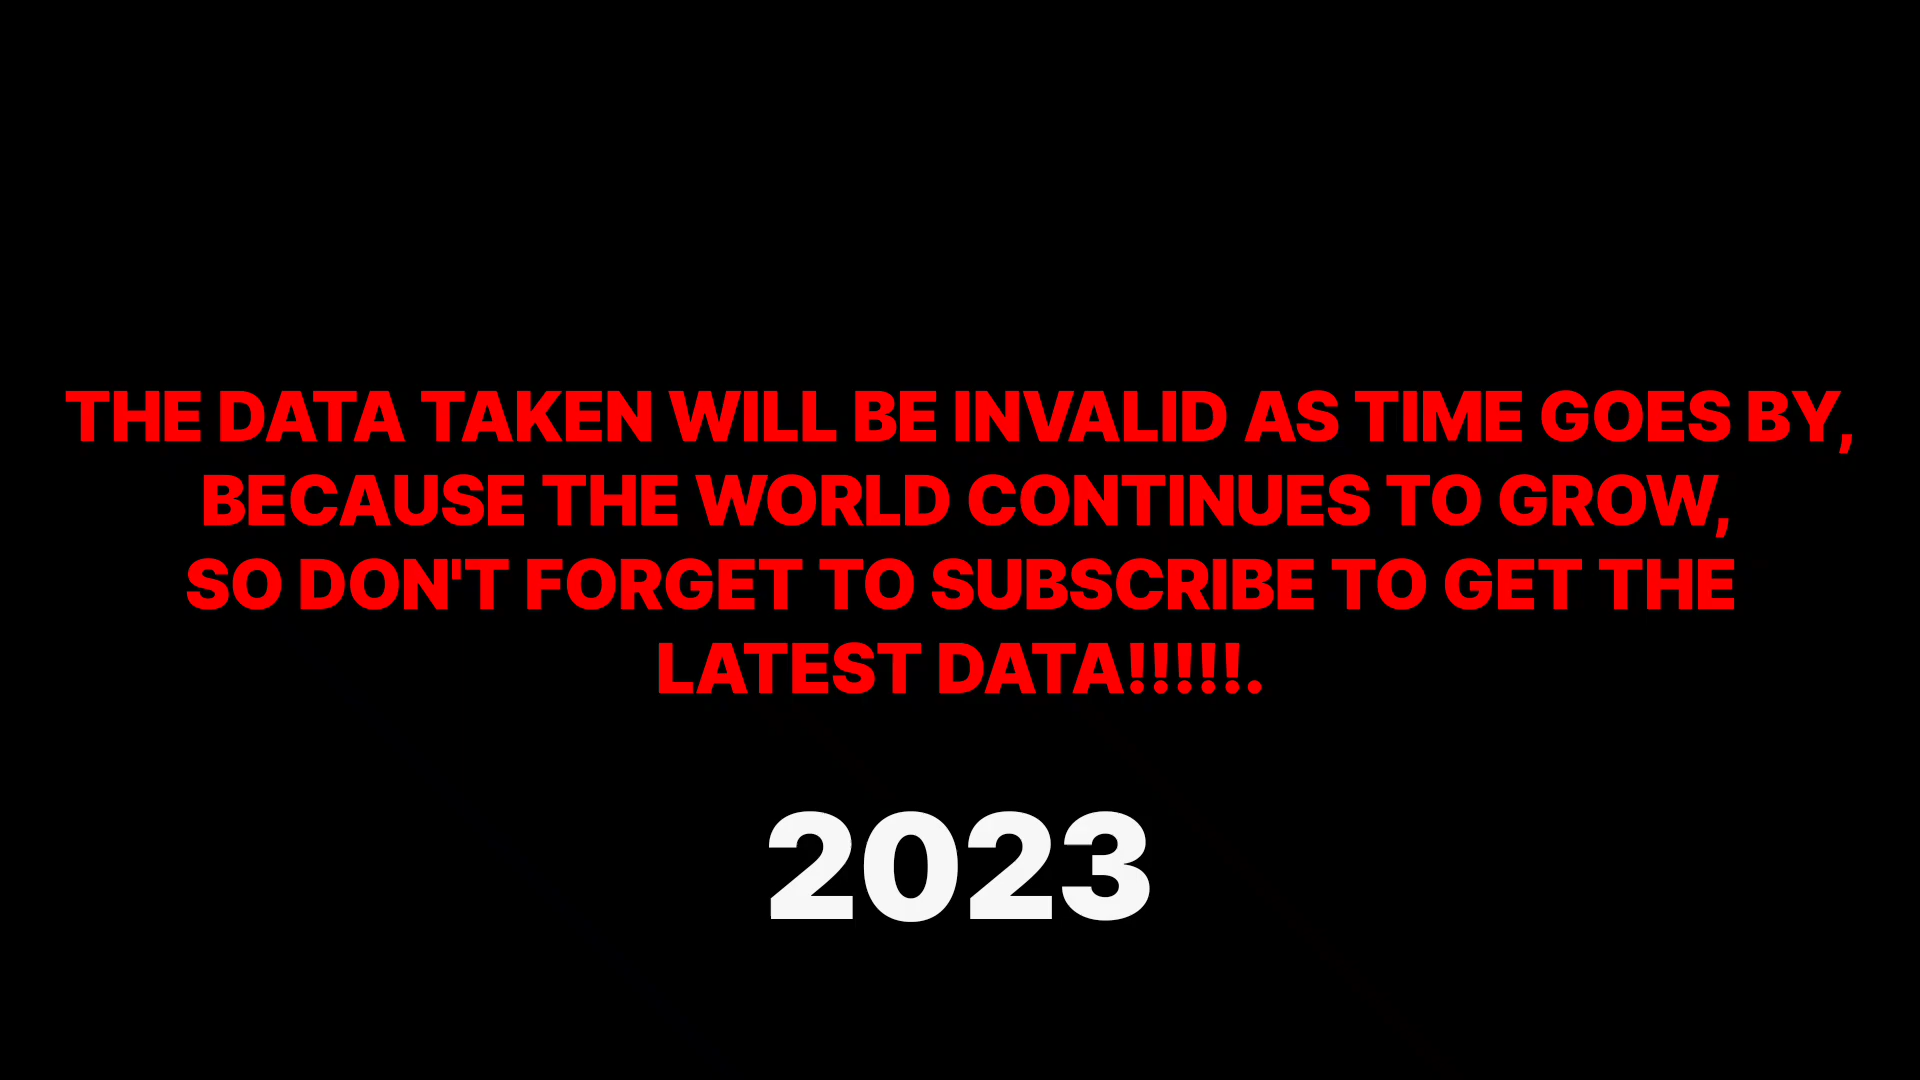 THE DATA TAKEN WILL BE INVALID AS TIME GOES BY,
BECAUSE THE WORLD CONTINUES TO GROW,
SO DON'T FORGET TO SUBSCRIBE TO GET THE
LATEST DATA!!!!!.
2023